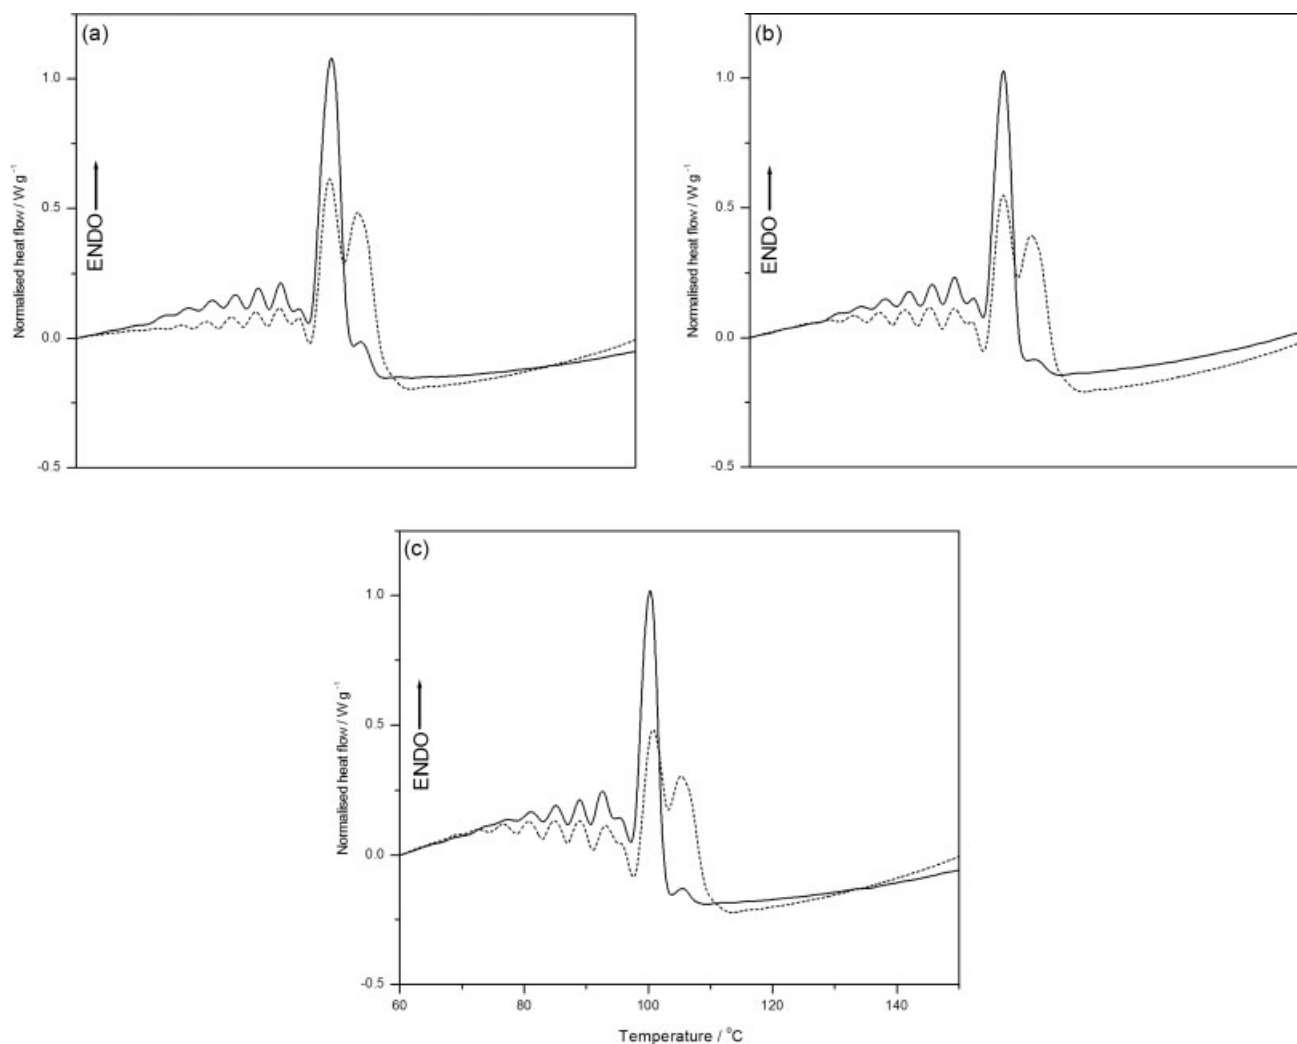 (a)
1.0
0.5
0.0
-0.5
Normalised heat flow / W g⁻¹
ENDO
(b)
1.0
0.5
0.0
-0.5
Normalised heat flow / W g⁻¹
ENDO
(c)
1.0
0.5
0.0
-0.5
Normalised heat flow / W g⁻¹
ENDO
60 80 100 120 140
Temperature / °C